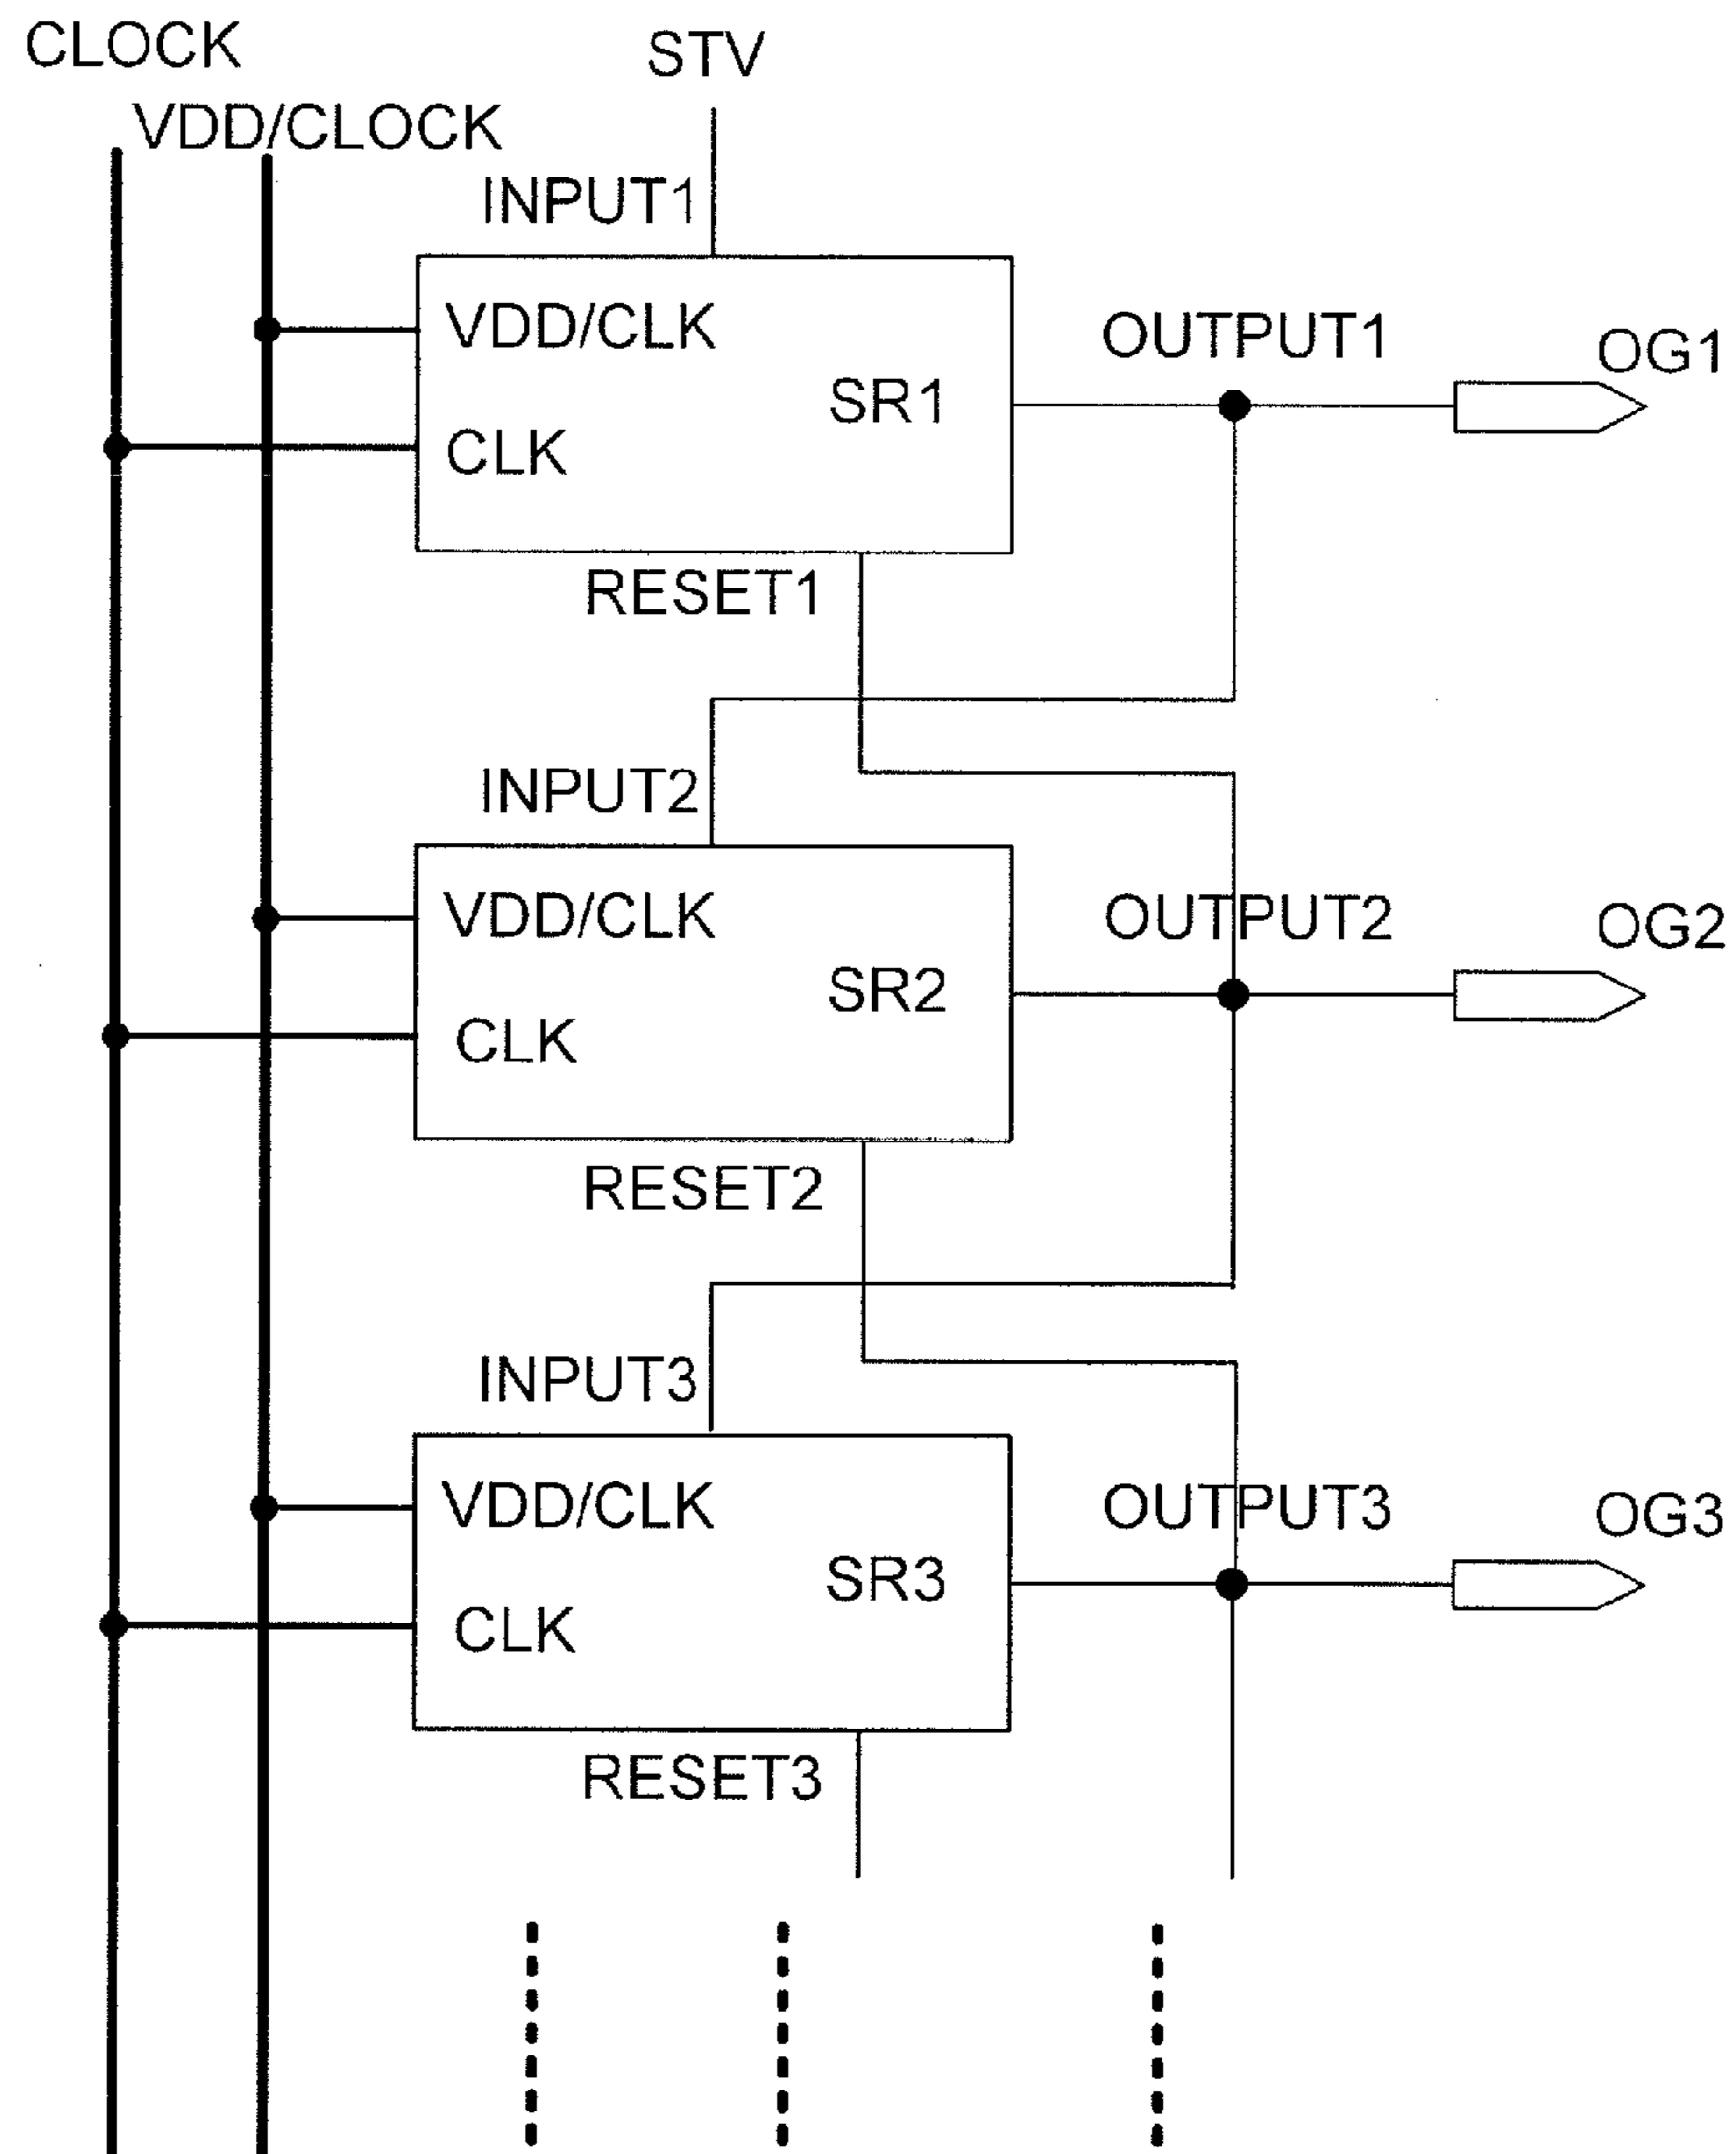 CLOCK
STV
VDD/CLOCK
INPUT1
VDD/CLK
OUTPUT1
OG1
SR1
CLK
RESET1
INPUT2
VDD/CLK
OUTPUT2
OG2
SR2
CLK
RESET2
INPUT3
VDD/CLK
OUTPUT3
OG3
SR3
CLK
RESET3